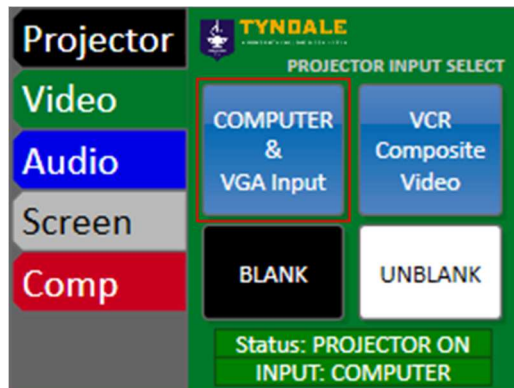 Projector
Video
Audio
Screen
Comp
TYNDALE
PROJECTOR INPUT SELECT
COMPUTER
&
VGA Input
VCR
Composite
Video
BLANK
UNBLANK
Status: PROJECTOR ON
INPUT: COMPUTER